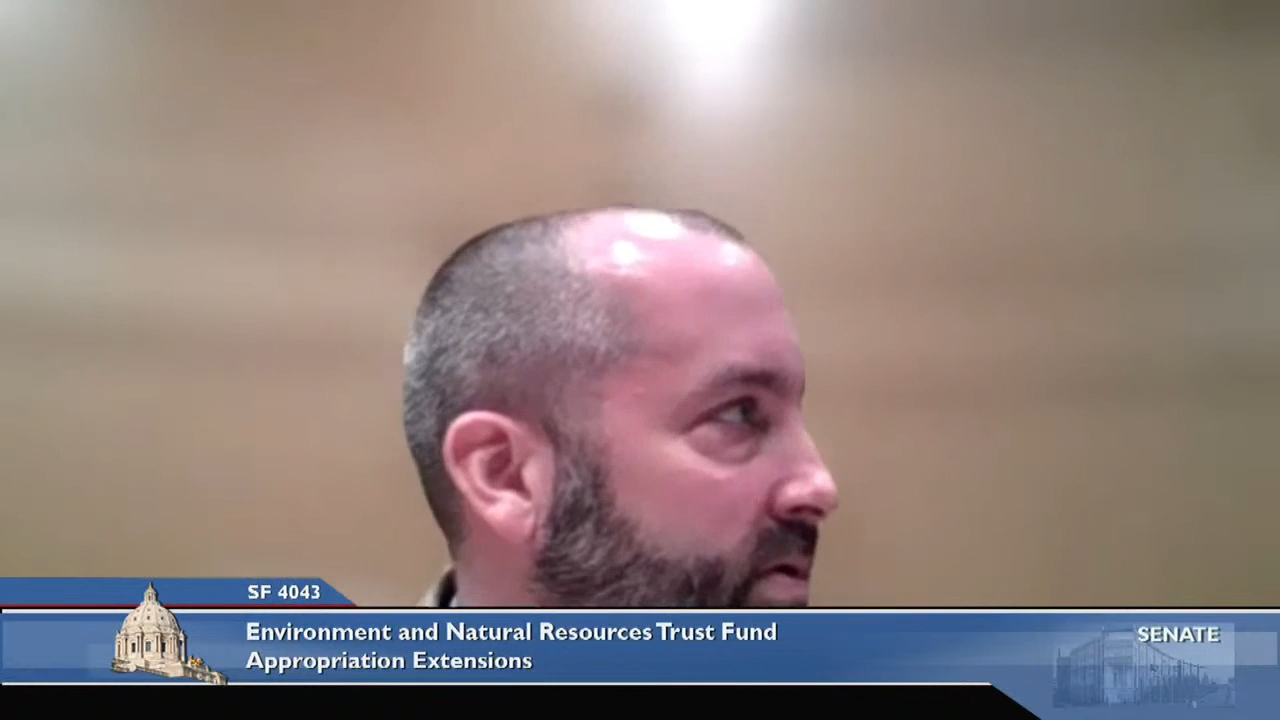 SF 4043
Environment and Natural Resources Trust Fund
Appropriation Extensions
SENATE